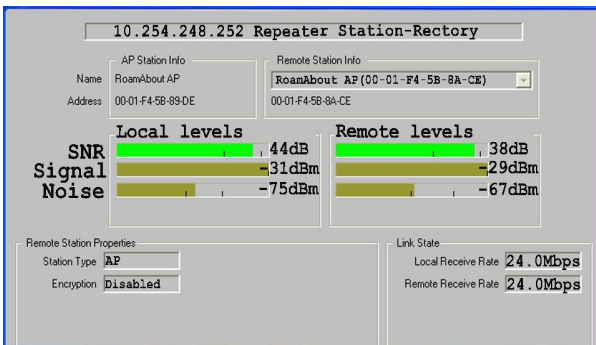 10.254.248.252 Repeater Station-Rectory
AP Station Info
Name RoamAbout AP
Address 00-01-F4-5B-89-DE
Remote Station Info
RoamAbout AP(00-01-F4-5B-8A-CE)
00-01-F4-5B-8A-CE
Local levels
SNR 44dB
Signal -31dBm
Noise -75dBm
Remote levels
38dB
-29dBm
-67dBm
Remote Station Properties
Station Type AP
Encryption Disabled
Link State
Local Receive Rate 24.0Mbps
Remote Receive Rate 24.0Mbps